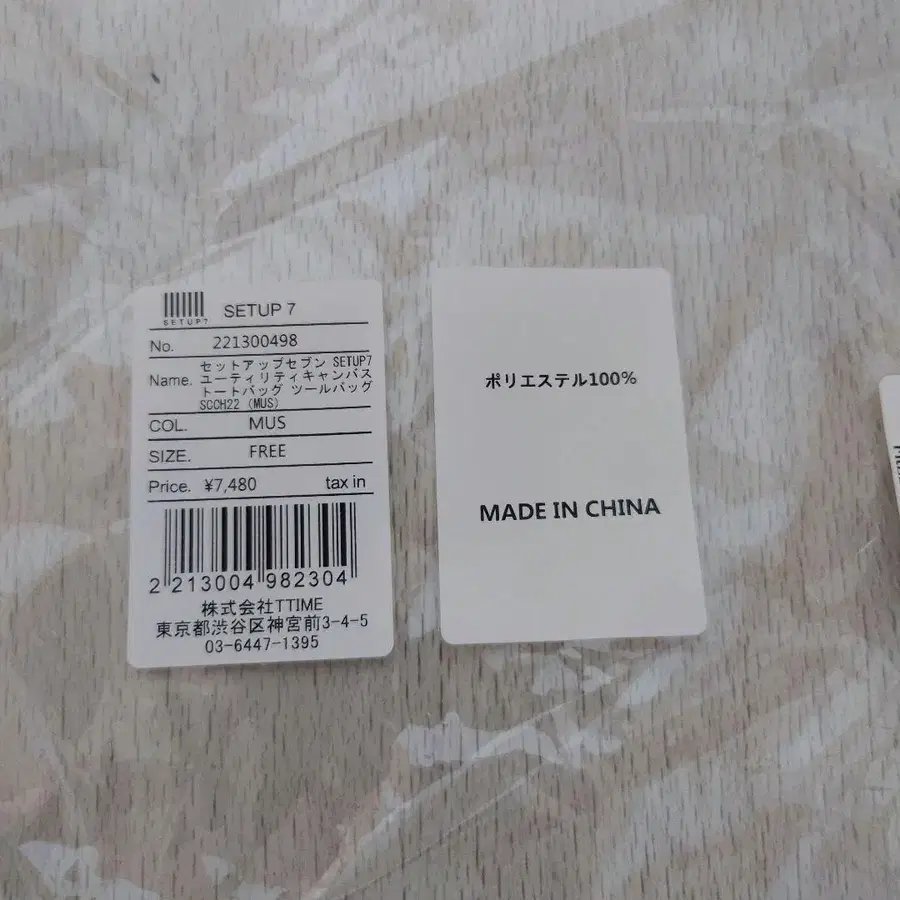 SETUP7
SETUP 7
No. 221300498
Name. セットアップセブン SETUP7
ユーティリティキャンバス
トートバッグ ツールバッグ
SCCH22 (MUS)
COL. MUS
SIZE. FREE
Price. ¥7,480 tax in
2 213004 982304
株式会社TTIME
東京都渋谷区神宮前3-4-5
03-6447-1395
ポリエステル100%
MADE IN CHINA